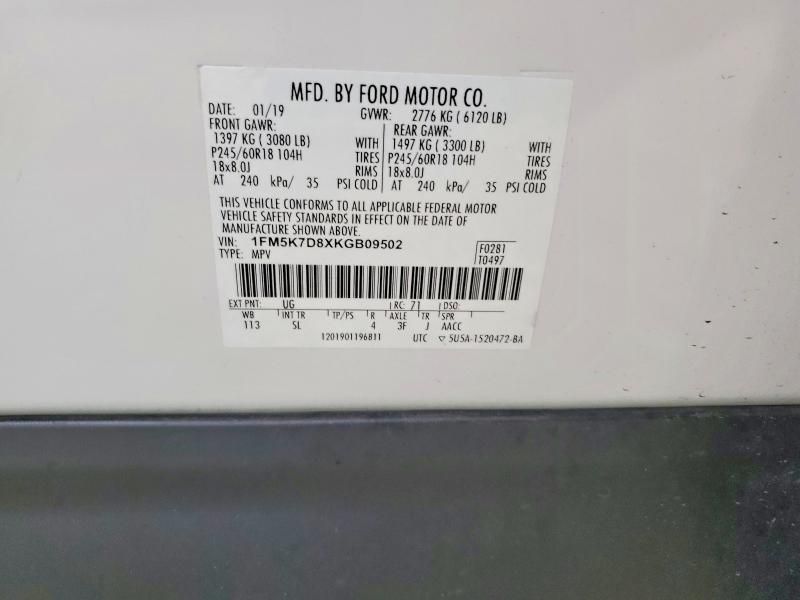 MFD. BY FORD MOTOR CO.
DATE: 01/19 GVWR: 2776 KG ( 6120 LB)
FRONT GAWR: REAR GAWR:
1397 KG ( 3080 LB) WITH 1497 KG ( 3300 LB) WITH
P245/60R18 104H TIRES P245/60R18 104H TIRES
18x8.0J RIMS 18x8.0J RIMS
AT 240 kPa/ 35 PSI COLD AT 240 kPa/ 35 PSI COLD
THIS VEHICLE CONFORMS TO ALL APPLICABLE FEDERAL MOTOR
VEHICLE SAFETY STANDARDS IN EFFECT ON THE DATE OF
MANUFACTURE SHOWN ABOVE.
VIN: 1FM5K7D8XKGB09502 F0281
TYPE: MPV T0497
EXT PNT: UG RC: 71 DSO:
WB INT TR TP/PS R AXLE TR SPR
113 SL 4 3F J AACC
1201901196811 UTC ▽ 5U5A-1520472-BA